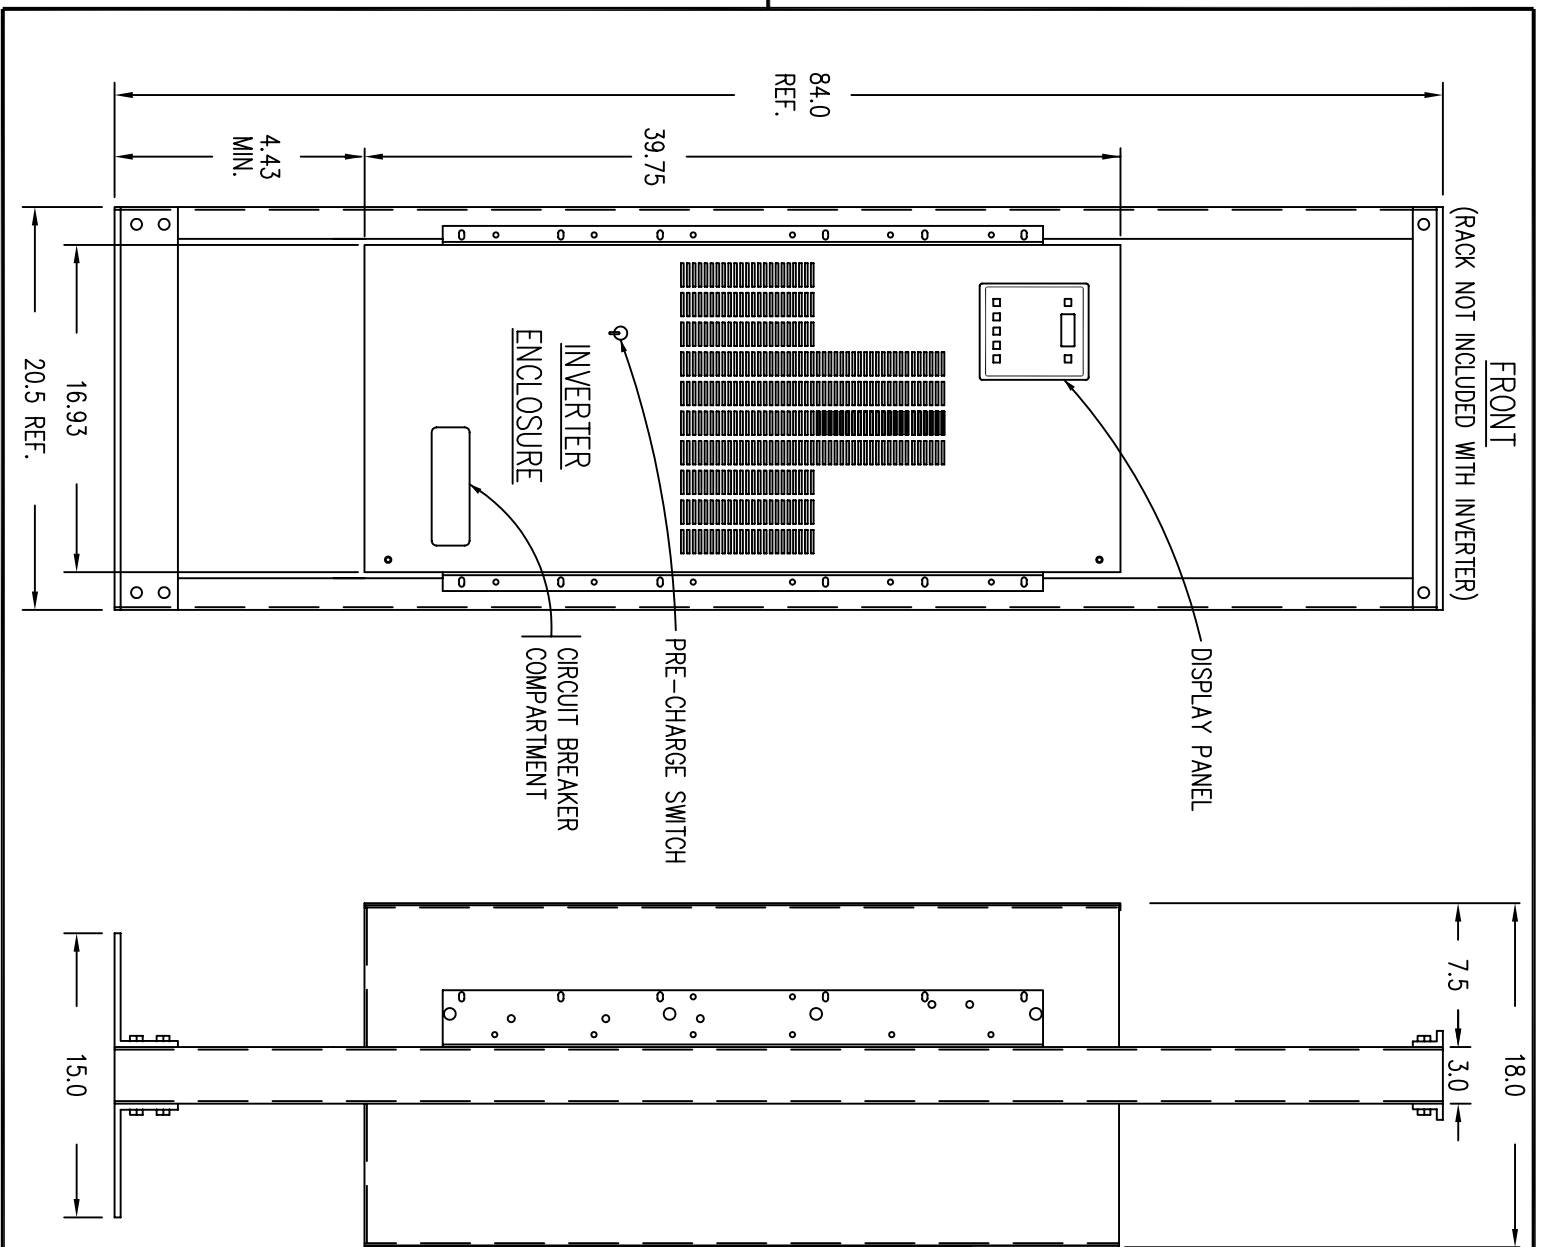 FRONT
(RACK NOT INCLUDED WITH INVERTER)
84.0
REF.
39.75
4.43
MIN.
DISPLAY PANEL
PRE-CHARGE SWITCH
INVERTER
ENCLOSURE
CIRCUIT BREAKER
COMPARTMENT
16.93
20.5 REF.
18.0
7.5
3.0
15.0